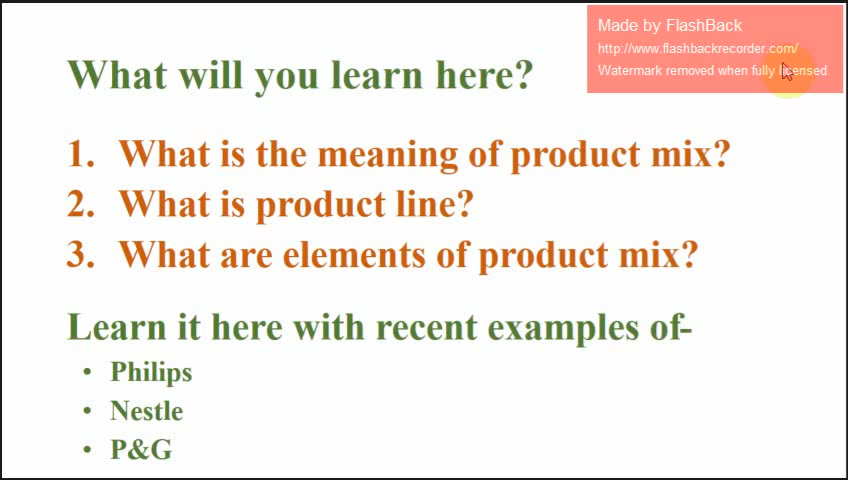 Made by FlashBack
http://www.flashbackrecorder.com/
Watermark removed when fully licensed
What will you learn here?
1. What is the meaning of product mix?
2. What is product line?
3. What are elements of product mix?
Learn it here with recent examples of-
• Philips
• Nestle
• P&G